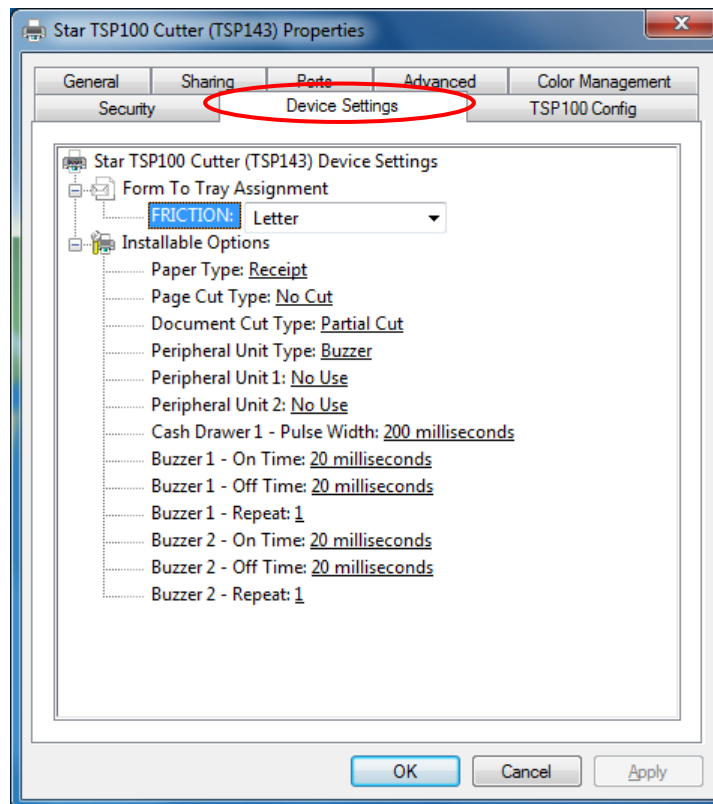 Star TSP100 Cutter (TSP143) Properties
General Sharing Ports Advanced Color Management
Security Device Settings TSP100 Config
Star TSP100 Cutter (TSP143) Device Settings
Form To Tray Assignment
FRICTION: Letter
Installable Options
Paper Type: Receipt
Page Cut Type: No Cut
Document Cut Type: Partial Cut
Peripheral Unit Type: Buzzer
Peripheral Unit 1: No Use
Peripheral Unit 2: No Use
Cash Drawer 1 - Pulse Width: 200 milliseconds
Buzzer 1 - On Time: 20 milliseconds
Buzzer 1 - Off Time: 20 milliseconds
Buzzer 1 - Repeat: 1
Buzzer 2 - On Time: 20 milliseconds
Buzzer 2 - Off Time: 20 milliseconds
Buzzer 2 - Repeat: 1
OK Cancel Apply